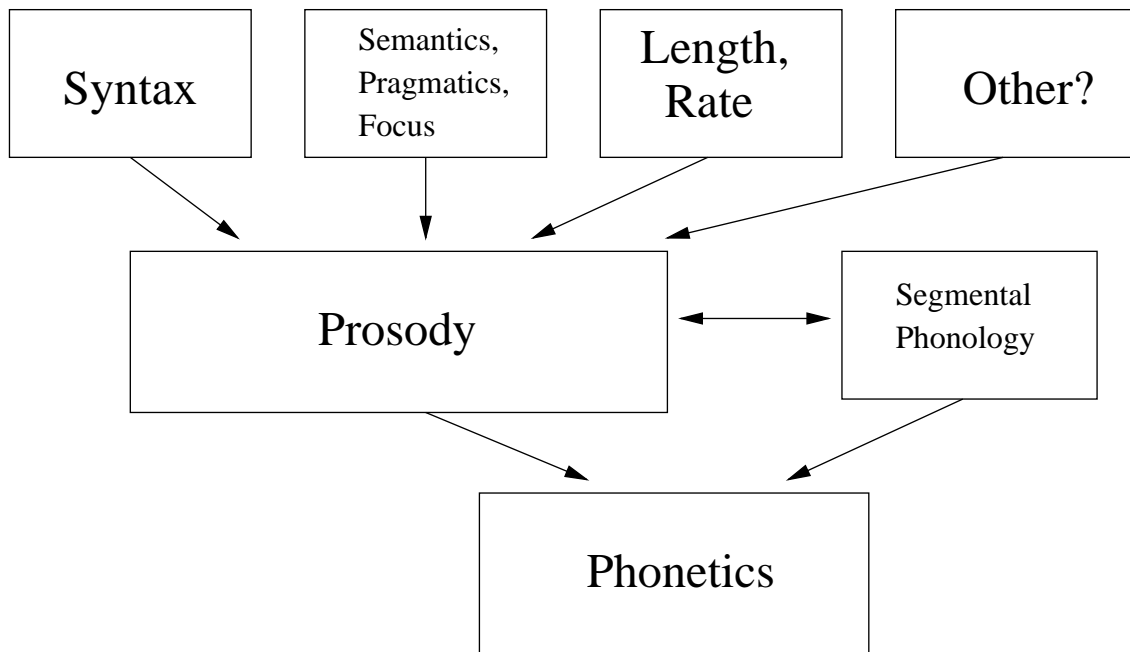 Syntax
Semantics,
Pragmatics,
Focus
Length,
Rate
Other?
Prosody
Segmental
Phonology
Phonetics